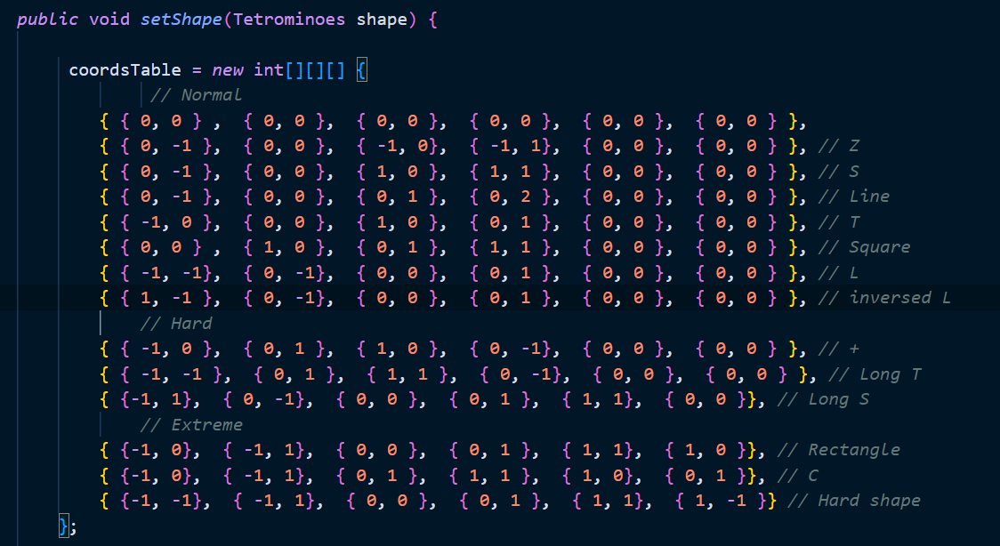 public void setShape(Tetrominoes shape) {
coordsTable = new int[][][] {
// Normal
{ { 0, 0 } ,  { 0, 0 },  { 0, 0 },  { 0, 0 },  { 0, 0 },  { 0, 0 } },
{ { 0, -1 },  { 0, 0 },  { -1, 0},  { -1, 1},  { 0, 0 },  { 0, 0 } }, // Z
{ { 0, -1 },  { 0, 0 },  { 1, 0 },  { 1, 1 },  { 0, 0 },  { 0, 0 } }, // S
{ { 0, -1 },  { 0, 0 },  { 0, 1 },  { 0, 2 },  { 0, 0 },  { 0, 0 } }, // Line
{ { -1, 0 },  { 0, 0 },  { 1, 0 },  { 0, 1 },  { 0, 0 },  { 0, 0 } }, // T
{ { 0, 0 } ,  { 1, 0 },  { 0, 1 },  { 1, 1 },  { 0, 0 },  { 0, 0 } }, // Square
{ { -1, -1},  { 0, -1},  { 0, 0 },  { 0, 1 },  { 0, 0 },  { 0, 0 } }, // L
{ { 1, -1 },  { 0, -1},  { 0, 0 },  { 0, 1 },  { 0, 0 },  { 0, 0 } }, // inversed L
// Hard
{ { -1, 0 },  { 0, 1 },  { 1, 0 },  { 0, -1},  { 0, 0 },  { 0, 0 } }, // +
{ { -1, -1 },  { 0, 1 },  { 1, 1 },  { 0, -1},  { 0, 0 },  { 0, 0 } }, // Long T
{ {-1, 1},  { 0, -1},  { 0, 0 },  { 0, 1 },  { 1, 1},  { 0, 0 }}, // Long S
// Extreme
{ {-1, 0},  { -1, 1},  { 0, 0 },  { 0, 1 },  { 1, 1},  { 1, 0 }}, // Rectangle
{ {-1, 0},  { -1, 1},  { 0, 1 },  { 1, 1 },  { 1, 0},  { 0, 1 }}, // C
{ {-1, -1},  { -1, 1},  { 0, 0 },  { 0, 1 },  { 1, 1},  { 1, -1 }} // Hard shape
};